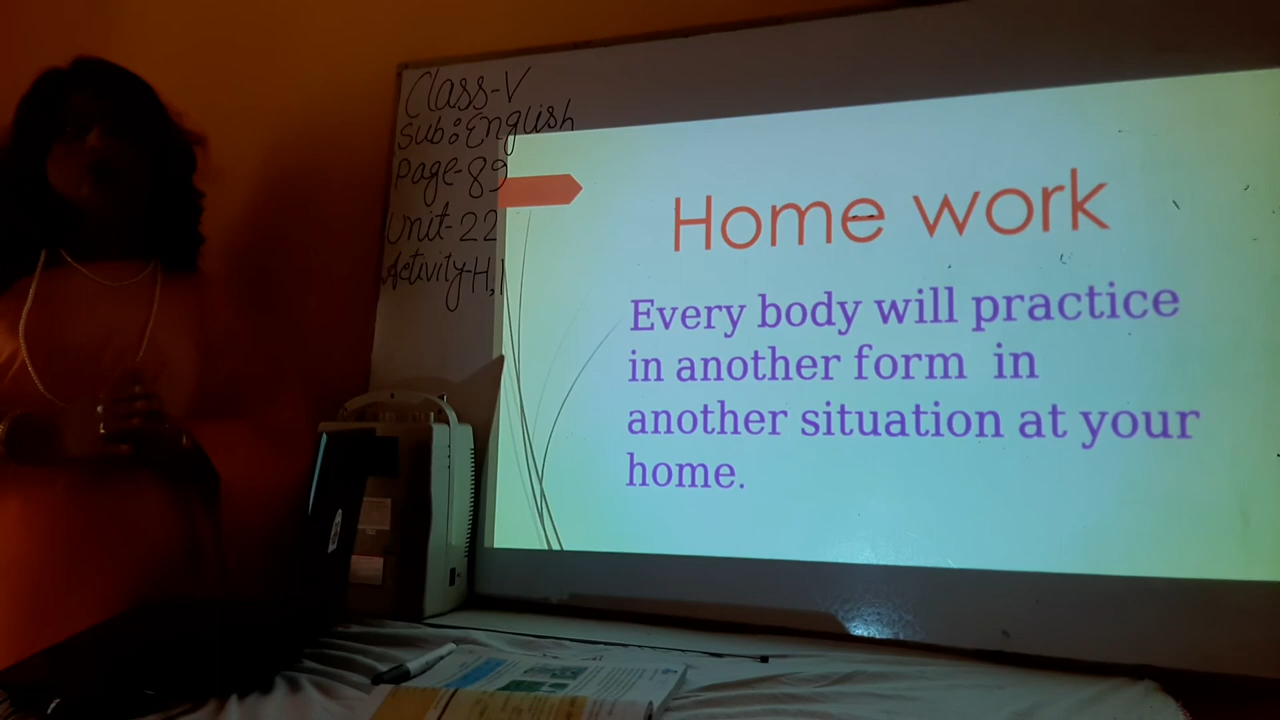 Class-V
Sub: English
Page-89
Unit-22
Activity-H,
Home work
Every body will practice
in another form in
another situation at your
home.